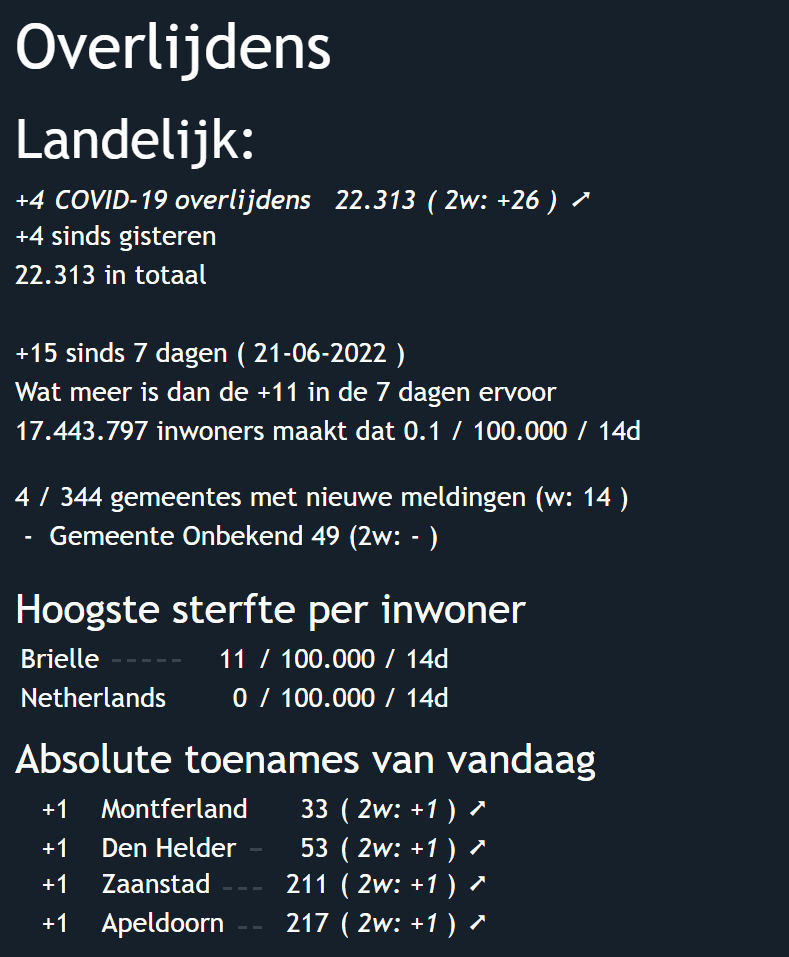 Overlijdens
Landelijk:
+4 COVID-19 overlijdens 22.313 ( 2w: +26 ) ➚
+4 sinds gisteren
22.313 in totaal
+15 sinds 7 dagen ( 21-06-2022 )
Wat meer is dan de +11 in de 7 dagen ervoor
17.443.797 inwoners maakt dat 0.1 / 100.000 / 14d
4 / 344 gemeentes met nieuwe meldingen (w: 14 )
- Gemeente Onbekend 49 (2w: - )
Hoogste sterfte per inwoner
Brielle ----- 11 / 100.000 / 14d
Netherlands 0 / 100.000 / 14d
Absolute toenames van vandaag
+1 Montferland 33 ( 2w: +1 ) ➚
+1 Den Helder - 53 ( 2w: +1 ) ➚
+1 Zaanstad --- 211 ( 2w: +1 ) ➚
+1 Apeldoorn -- 217 ( 2w: +1 ) ➚